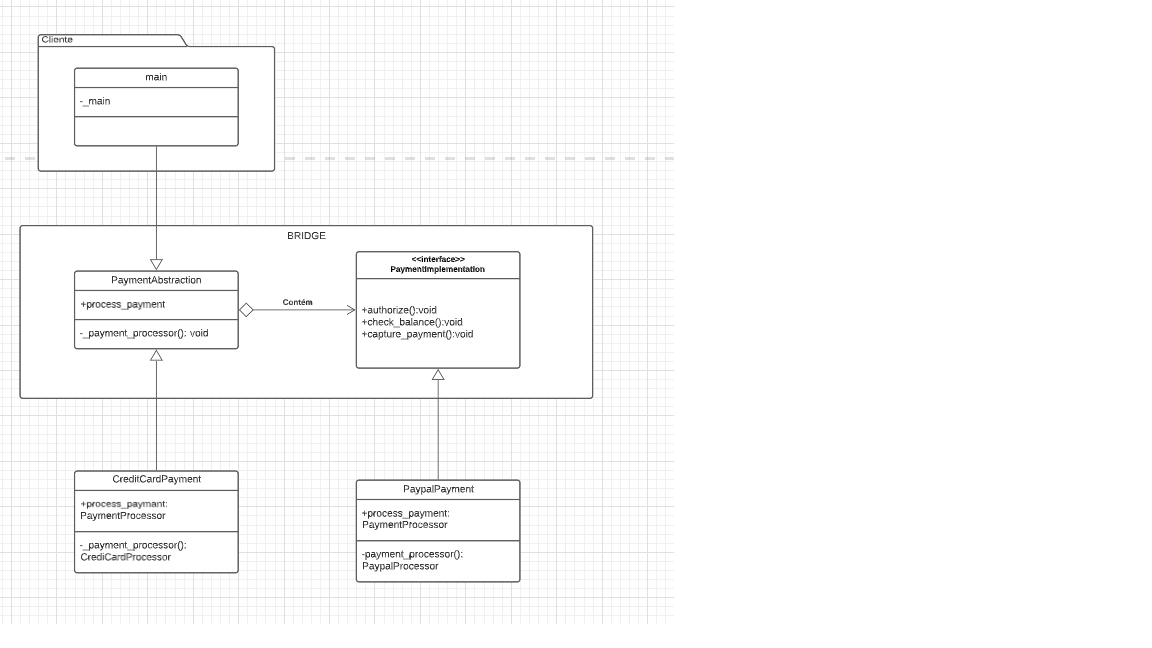 Cliente
main
-_main
BRIDGE
PaymentAbstraction
+process_payment
-_payment_processor(): void
Contém
<<interface>>
PaymentImplementation
+authorize():void
+check_balance():void
+capture_payment():void
CreditCardPayment
+process_paymant:
PaymentProcessor
-_payment_processor():
CrediCardProcessor
PaypalPayment
+process_payment:
PaymentProcessor
-payment_processor():
PaypalProcessor